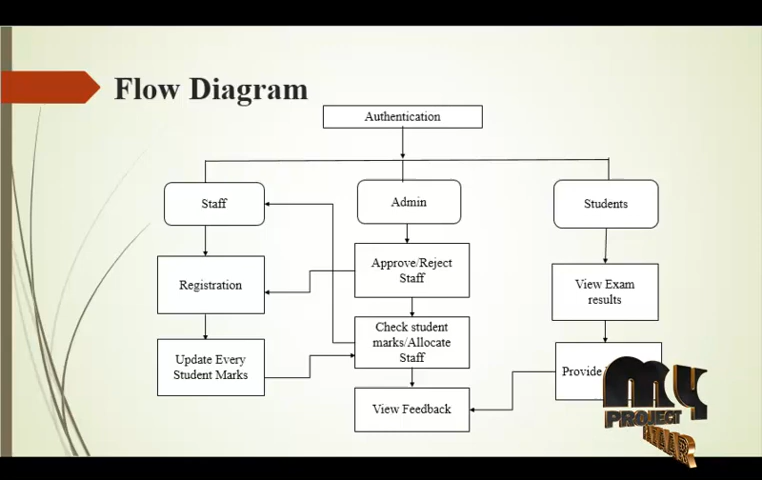 Flow Diagram
Authentication
Staff
Admin
Students
Registration
Approve/Reject
Staff
View Exam
results
Update Every
Student Marks
Check student
marks/Allocate
Staff
Provide
View Feedback
MY
PROJECT